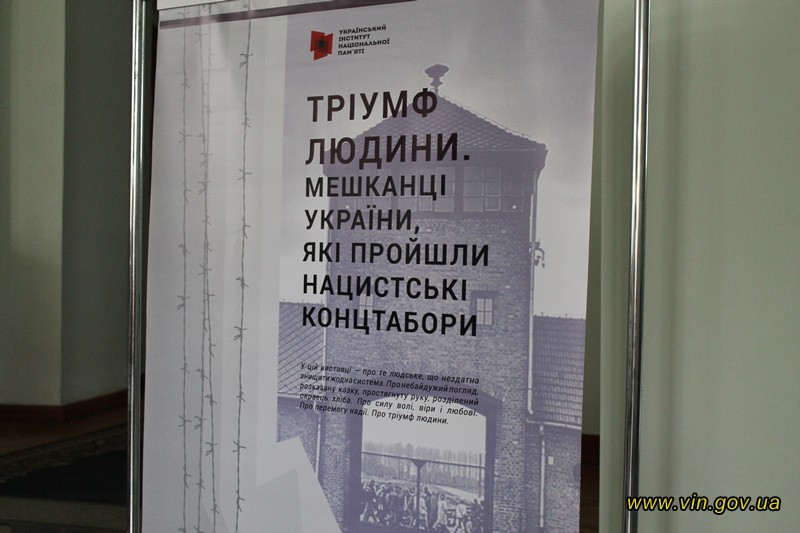 УКРАЇНСЬКИЙ
ІНСТИТУТ
НАЦІОНАЛЬНОЇ
ПАМ'ЯТІ
ТРІУМФ
ЛЮДИНИ.
МЕШКАНЦІ
УКРАЇНИ,
ЯКІ ПРОЙШЛИ
НАЦИСТСЬКІ
КОНЦТАБОРИ
У цій виставці — про те людське, що нездатна
знищити жодна система. Про небайдужий погляд,
розказану казку, простягнуту руку, розділений
окраєць хліба. Про силу волі, віри і любові.
Про перемогу надії. Про тріумф людини.
www.vin.gov.ua